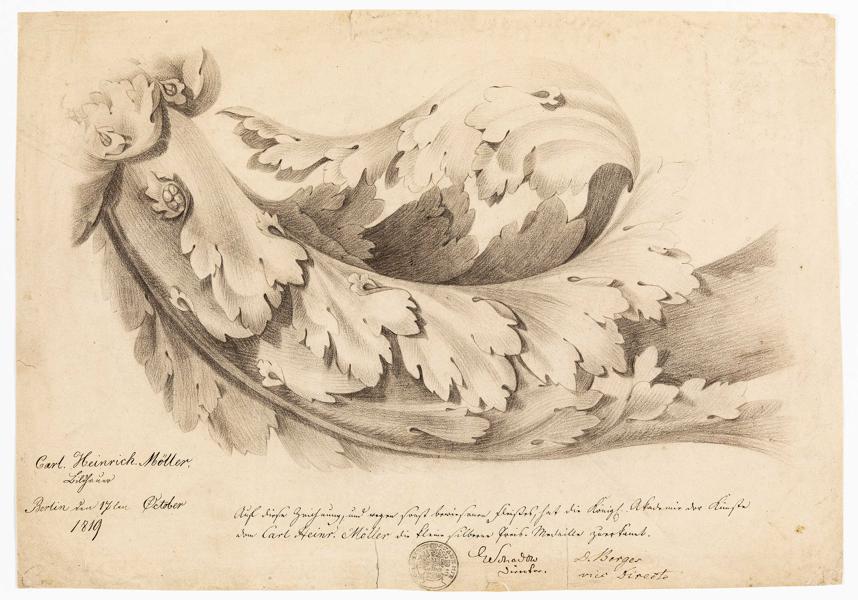 Carl. Heinrich Möller.
Bildhauer
Berlin den 17ten October
1819
Auf diese Zeichnung, und wegen sonst bewiesenen Fleißes, hat die Königl. Akademie der Künste
dem Carl Heinr. Möller die kleine silberne Preis-Medaille zuerkannt.
GSchadow
Director.
D. Berger
vice Director